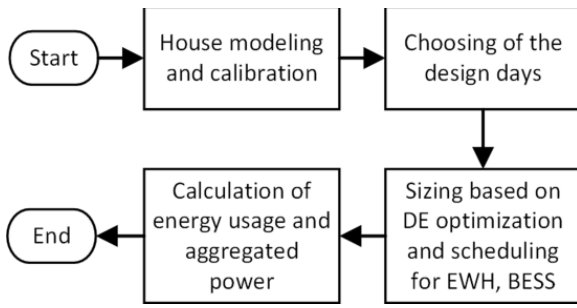 Start
House modeling
and calibration
Choosing of the
design days
Sizing based on
DE optimization
and scheduling
for EWH, BESS
Calculation of
energy usage and
aggregated
power
End